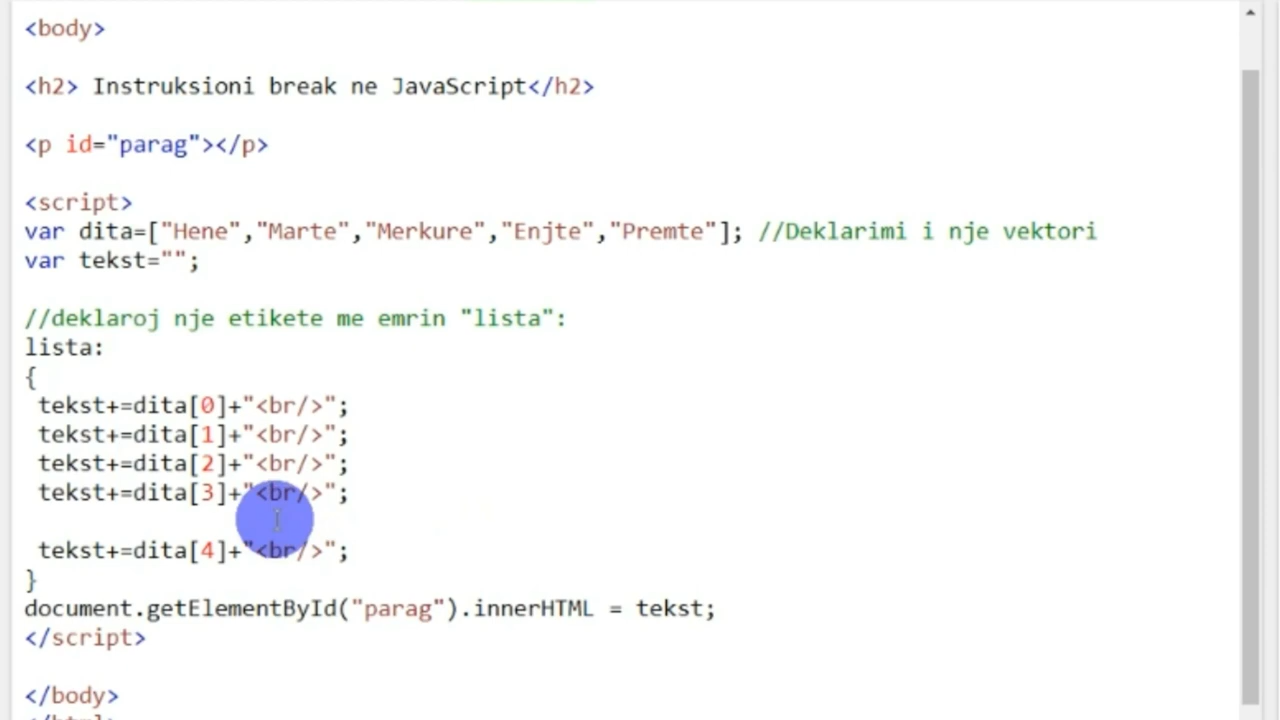 <body>
<h2> Instruksioni break ne JavaScript</h2>
<p id="parag"></p>
<script>
var dita=["Hene","Marte","Merkure","Enjte","Premte"]; //Deklarimi i nje vektori
var tekst="";
//deklaroj nje etikete me emrin "lista":
lista:
{
tekst+=dita[0]+"<br/>";
tekst+=dita[1]+"<br/>";
tekst+=dita[2]+"<br/>";
tekst+=dita[3]+"<br/>";
tekst+=dita[4]+"<br/>";
}
document.getElementById("parag").innerHTML = tekst;
</script>
</body>